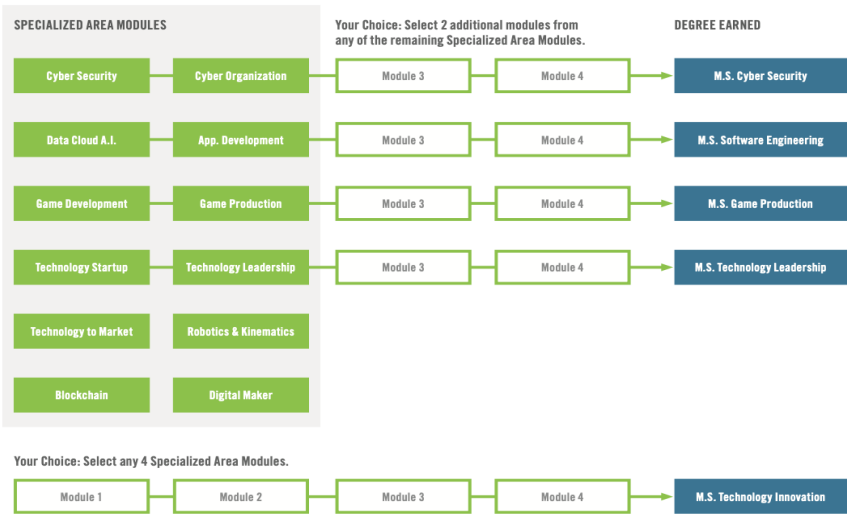 SPECIALIZED AREA MODULES
Your Choice: Select 2 additional modules from
any of the remaining Specialized Area Modules.
DEGREE EARNED
Cyber Security
Cyber Organization
Module 3
Module 4
M.S. Cyber Security
Data Cloud A.I.
App. Development
Module 3
Module 4
M.S. Software Engineering
Game Development
Game Production
Module 3
Module 4
M.S. Game Production
Technology Startup
Technology Leadership
Module 3
Module 4
M.S. Technology Leadership
Technology to Market
Robotics & Kinematics
Blockchain
Digital Maker
Your Choice: Select any 4 Specialized Area Modules.
Module 1
Module 2
Module 3
Module 4
M.S. Technology Innovation